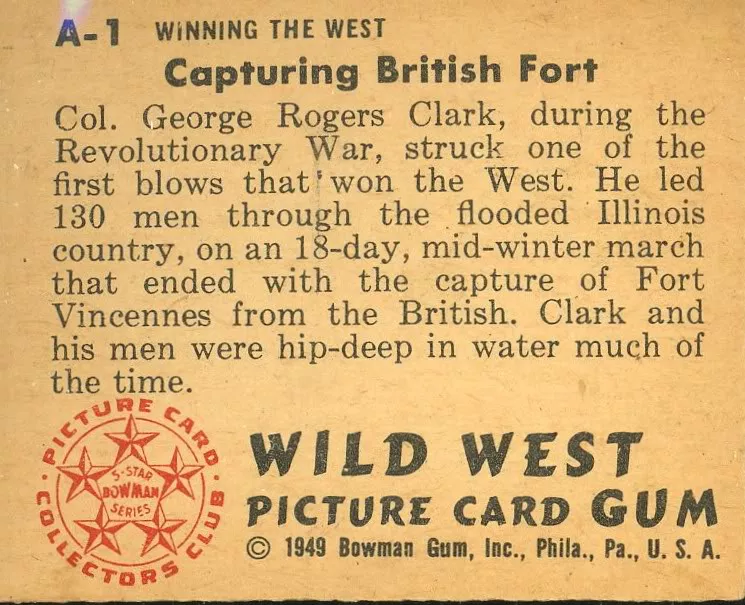 A-1 WINNING THE WEST
Capturing British Fort
Col. George Rogers Clark, during the
Revolutionary War, struck one of the
first blows that won the West. He led
130 men through the flooded Illinois
country, on an 18-day, mid-winter march
that ended with the capture of Fort
Vincennes from the British. Clark and
his men were hip-deep in water much of
the time.
PICTURE CARD
COLLECTORS CLUB
5-STAR
BOWMAN
SERIES
WILD WEST
PICTURE CARD GUM
© 1949 Bowman Gum, Inc., Phila., Pa., U. S. A.